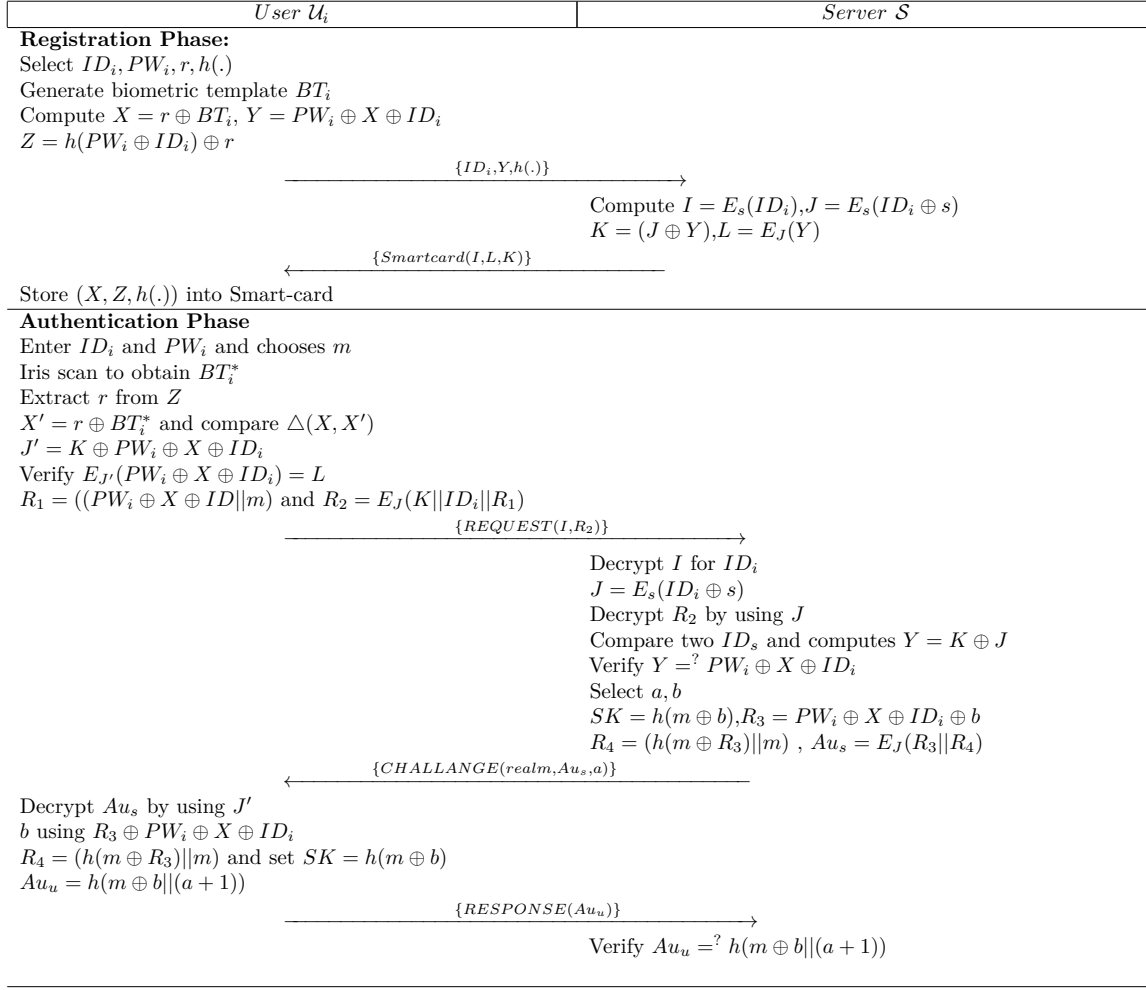 User 𝒰ᵢ Server 𝒮
Registration Phase:
Select IDᵢ, PWᵢ, r, h(.)
Generate biometric template BTᵢ
Compute X = r ⊕ BTᵢ, Y = PWᵢ ⊕ X ⊕ IDᵢ
Z = h(PWᵢ ⊕ IDᵢ) ⊕ r
{IDᵢ,Y,h(.)}
Compute I = Eₛ(IDᵢ),J = Eₛ(IDᵢ ⊕ s)
K = (J ⊕ Y),L = E_J(Y)
{Smartcard(I,L,K)}
Store (X, Z, h(.)) into Smart-card
Authentication Phase
Enter IDᵢ and PWᵢ and chooses m
Iris scan to obtain BTᵢ*
Extract r from Z
X′ = r ⊕ BTᵢ* and compare △(X, X′)
J′ = K ⊕ PWᵢ ⊕ X ⊕ IDᵢ
Verify E_J′(PWᵢ ⊕ X ⊕ IDᵢ) = L
R₁ = ((PWᵢ ⊕ X ⊕ ID||m) and R₂ = E_J(K||IDᵢ||R₁)
{REQUEST(I,R₂)}
Decrypt I for IDᵢ
J = Eₛ(IDᵢ ⊕ s)
Decrypt R₂ by using J
Compare two IDₛ and computes Y = K ⊕ J
Verify Y =? PWᵢ ⊕ X ⊕ IDᵢ
Select a, b
SK = h(m ⊕ b),R₃ = PWᵢ ⊕ X ⊕ IDᵢ ⊕ b
R₄ = (h(m ⊕ R₃)||m) , Auₛ = E_J(R₃||R₄)
{CHALLANGE(realm,Auₛ,a)}
Decrypt Auₛ by using J′
b using R₃ ⊕ PWᵢ ⊕ X ⊕ IDᵢ
R₄ = (h(m ⊕ R₃)||m) and set SK = h(m ⊕ b)
Auᵤ = h(m ⊕ b||(a + 1))
{RESPONSE(Auᵤ)}
Verify Auᵤ =? h(m ⊕ b||(a + 1))